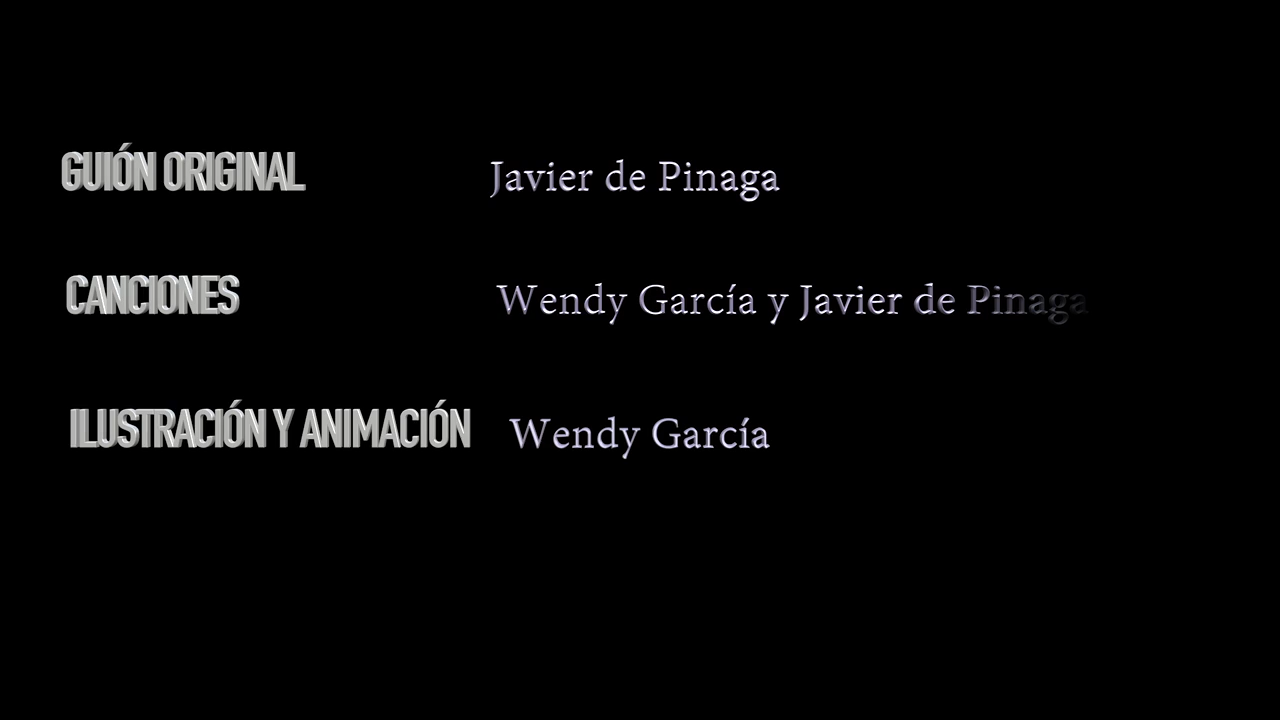 GUIÓN ORIGINAL Javier de Pinaga
CANCIONES Wendy García y Javier de Pinaga
ILUSTRACIÓN Y ANIMACIÓN Wendy García